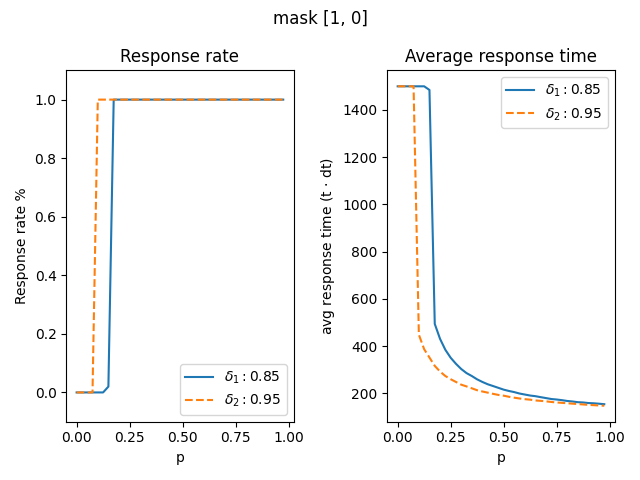 mask [1, 0]
Response rate
Response rate %
1.0
0.8
0.6
0.4
0.2
0.0
δ₁ : 0.85
δ₂ : 0.95
0.00 0.25 0.50 0.75 1.00
p
Average response time
avg response time (t · dt)
1400
1200
1000
800
600
400
200
δ₁ : 0.85
δ₂ : 0.95
0.00 0.25 0.50 0.75 1.00
p